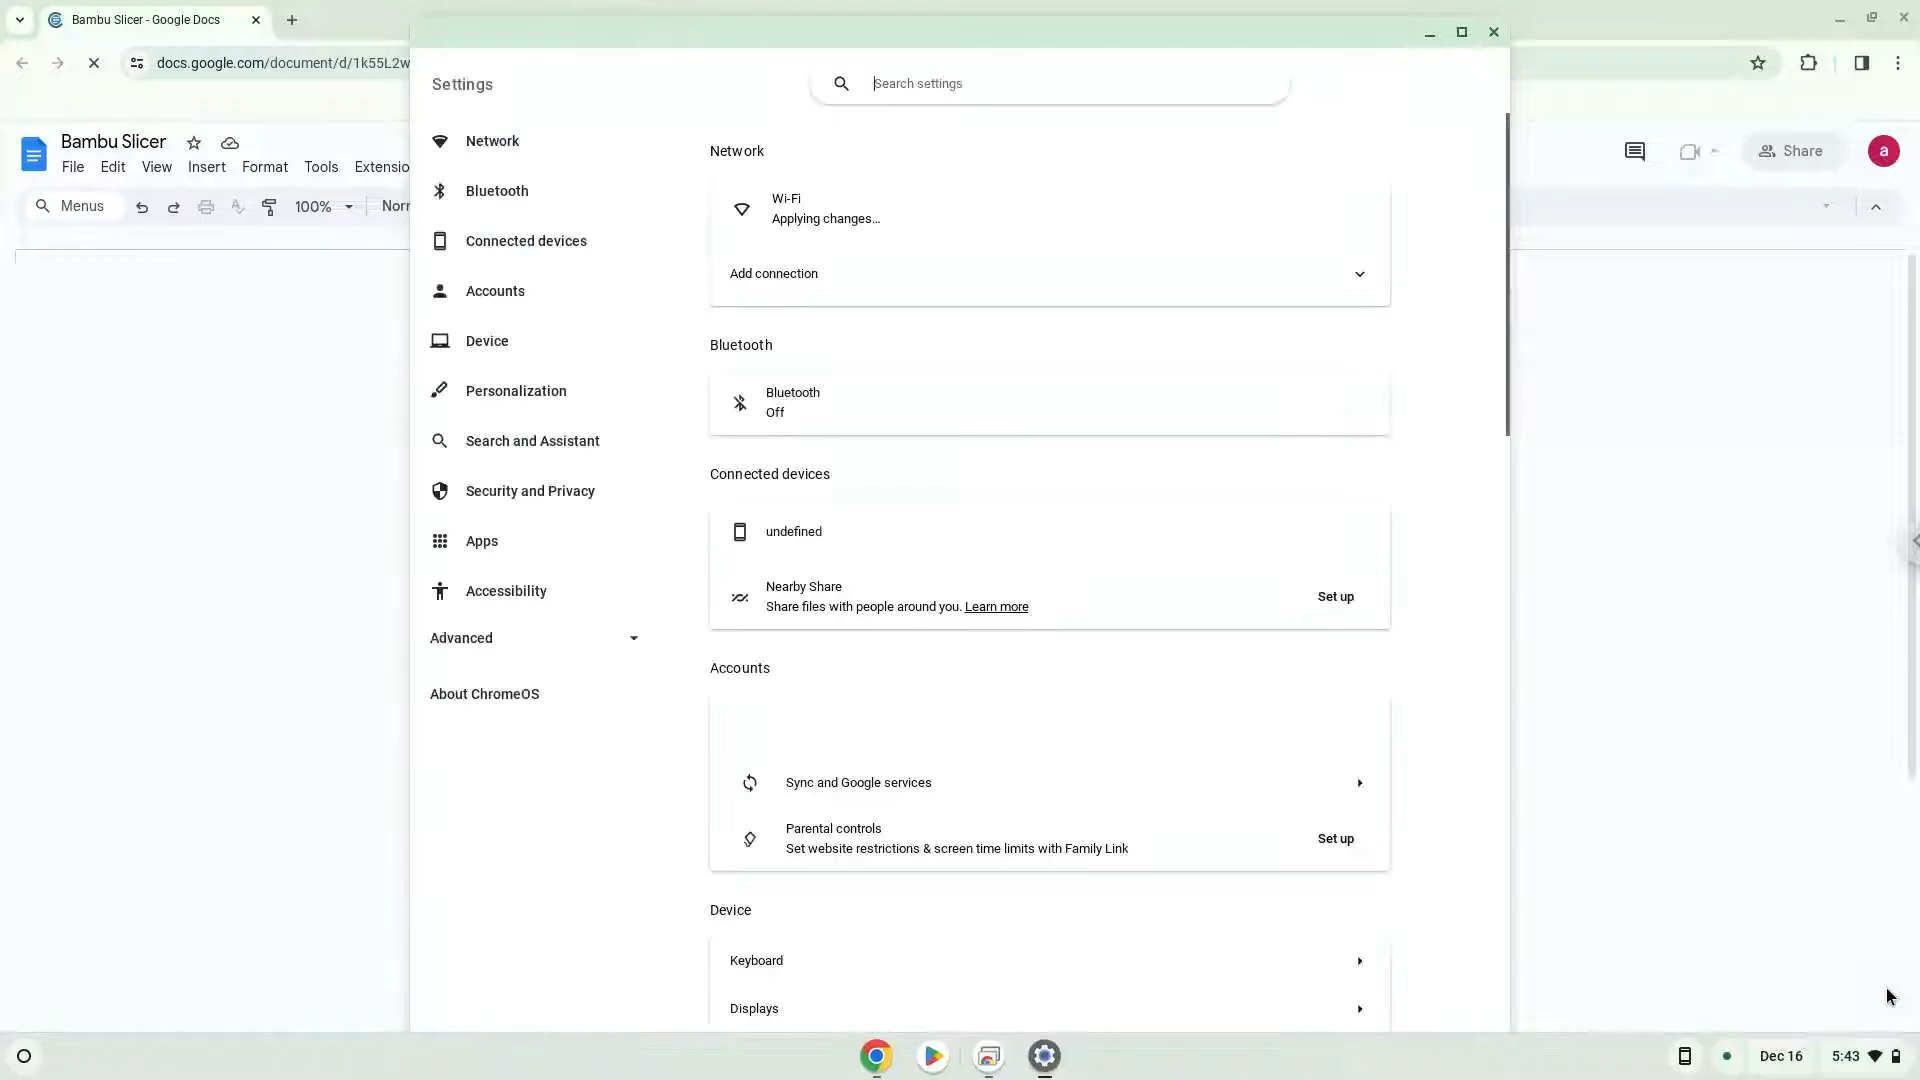 Bambu Slicer - Google Docs
docs.google.com/document/d/1k55L2w
Bambu Slicer
File Edit View Insert Format Tools Extensio
Menus
100%
Norr
Share
a
Settings
Search settings
Network
Bluetooth
Connected devices
Accounts
Device
Personalization
Search and Assistant
Security and Privacy
Apps
Accessibility
Advanced
About ChromeOS
Network
Wi-Fi
Applying changes...
Add connection
Bluetooth
Bluetooth
Off
Connected devices
undefined
Nearby Share
Share files with people around you. Learn more
Set up
Accounts
Sync and Google services
Parental controls
Set website restrictions & screen time limits with Family Link
Set up
Device
Keyboard
Displays
Dec 16
5:43